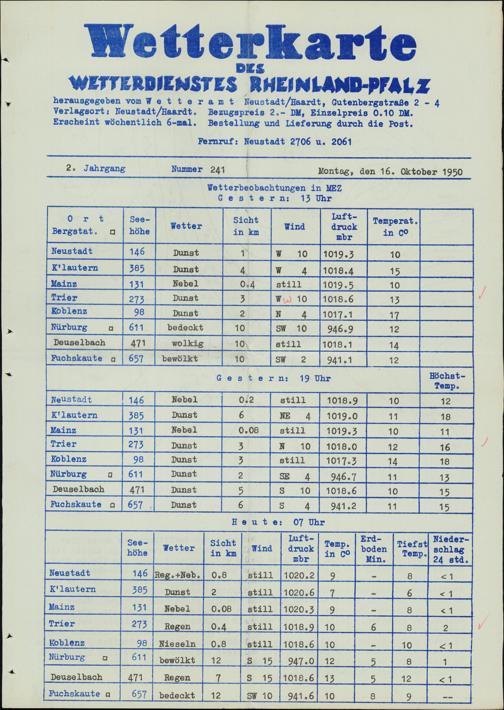 Wetterkarte
DES
WETTERDIENSTES RHEINLAND-PFALZ
herausgegeben vom Wetteramt Neustadt/Haardt, Gutenbergstraße 2 - 4
Verlagsort: Neustadt/Haardt. Bezugspreis 2.- DM, Einzelpreis 0.10 DM.
Erscheint wöchentlich 6-mal. Bestellung und Lieferung durch die Post.
Fernruf: Neustadt 2706 u. 2061
2. Jahrgang Nummer 241 Montag, den 16. Oktober 1950
Wetterbeobachtungen in MEZ
Gestern: 13 Uhr
Ort See- Wetter Sicht Wind Luft- Temperat.
Bergstat. ¤ höhe in km druck in C°
mbr
Neustadt 146 Dunst 1 W 10 1019.3 10
K'lautern 385 Dunst 4 W 4 1018.4 15
Mainz 131 Nebel 0.4 still 1019.5 10
Trier 273 Dunst 3 W 10 1018.6 13
Koblenz 98 Dunst 2 N 4 1017.1 17
Nürburg ¤ 611 bedeckt 10 SW 10 946.9 12
Deuselbach 471 wolkig 10 still 1018.1 14
Fuchskaute ¤ 657 bewölkt 10 SW 2 941.1 12
Gestern: 19 Uhr Höchst-
Temp.
Neustadt 146 Nebel 0.2 still 1018.9 10 12
K'lautern 385 Dunst 6 NE 4 1019.0 11 18
Mainz 131 Nebel 0.08 still 1019.3 10 11
Trier 273 Dunst 3 N 10 1018.0 12 16
Koblenz 98 Dunst 3 still 1017.3 14 18
Nürburg ¤ 611 Dunst 2 SE 4 946.7 11 13
Deuselbach 471 Dunst 5 S 10 1018.6 10 15
Fuchskaute ¤ 657 Dunst 6 S 4 941.2 11 15
Heute: 07 Uhr
See- Wetter Sicht Wind Luft- Temp. Erd- Tiefst Nieder-
höhe in km druck in C° boden Temp. schlag
mbr Min. 24 std.
Neustadt 146 Reg.+Neb. 0.8 still 1020.2 9 - 8 <1
K'lautern 385 Dunst 2 still 1020.6 7 - 6 <1
Mainz 131 Nebel 0.08 still 1020.3 9 - 8 <1
Trier 273 Regen 0.4 still 1018.9 10 6 8 2
Koblenz 98 Nieseln 0.8 still 1018.6 10 - 10 <1
Nürburg ¤ 611 bewölkt 12 S 15 947.0 12 5 8 1
Deuselbach 471 Regen 7 S 15 1018.6 13 5 12 <1
Fuchskaute ¤ 657 bedeckt 12 SW 10 941.6 10 8 9 --